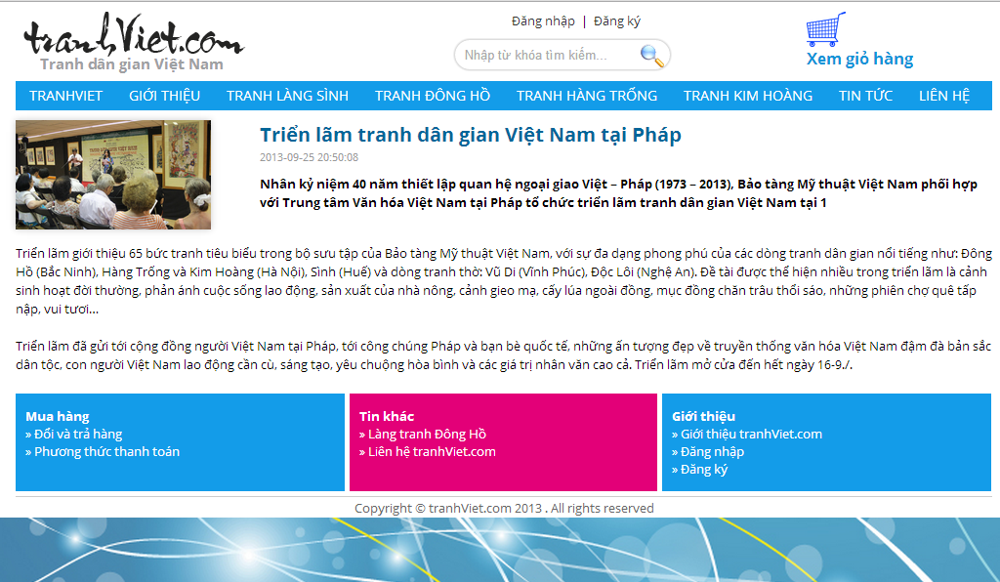 tranhViet.com
Tranh dân gian Việt Nam
Đăng nhập | Đăng ký
Nhập từ khóa tìm kiếm...
Xem giỏ hàng
TRANHVIET GIỚI THIỆU TRANH LÀNG SÌNH TRANH ĐÔNG HỒ TRANH HÀNG TRỐNG TRANH KIM HOÀNG TIN TỨC LIÊN HỆ
Triển lãm tranh dân gian Việt Nam tại Pháp
2013-09-25 20:50:08
Nhân kỷ niệm 40 năm thiết lập quan hệ ngoại giao Việt – Pháp (1973 – 2013), Bảo tàng Mỹ thuật Việt Nam phối hợp
với Trung tâm Văn hóa Việt Nam tại Pháp tổ chức triển lãm tranh dân gian Việt Nam tại 1
Triển lãm giới thiệu 65 bức tranh tiêu biểu trong bộ sưu tập của Bảo tàng Mỹ thuật Việt Nam, với sự đa dạng phong phú của các dòng tranh dân gian nổi tiếng như: Đông
Hồ (Bắc Ninh), Hàng Trống và Kim Hoàng (Hà Nội), Sình (Huế) và dòng tranh thờ: Vũ Di (Vĩnh Phúc), Độc Lôi (Nghệ An). Đề tài được thể hiện nhiều trong triển lãm là cảnh
sinh hoạt đời thường, phản ánh cuộc sống lao động, sản xuất của nhà nông, cảnh gieo mạ, cấy lúa ngoài đồng, mục đồng chăn trâu thổi sáo, những phiên chợ quê tấp
nập, vui tươi...
Triển lãm đã gửi tới cộng đồng người Việt Nam tại Pháp, tới công chúng Pháp và bạn bè quốc tế, những ấn tượng đẹp về truyền thống văn hóa Việt Nam đậm đà bản sắc
dân tộc, con người Việt Nam lao động cần cù, sáng tạo, yêu chuộng hòa bình và các giá trị nhân văn cao cả. Triển lãm mở cửa đến hết ngày 16-9./.
Mua hàng
» Đổi và trả hàng
» Phương thức thanh toán
Tin khác
» Làng tranh Đông Hồ
» Liên hệ tranhViet.com
Giới thiệu
» Giới thiệu tranhViet.com
» Đăng nhập
» Đăng ký
Copyright © tranhViet.com 2013 . All rights reserved